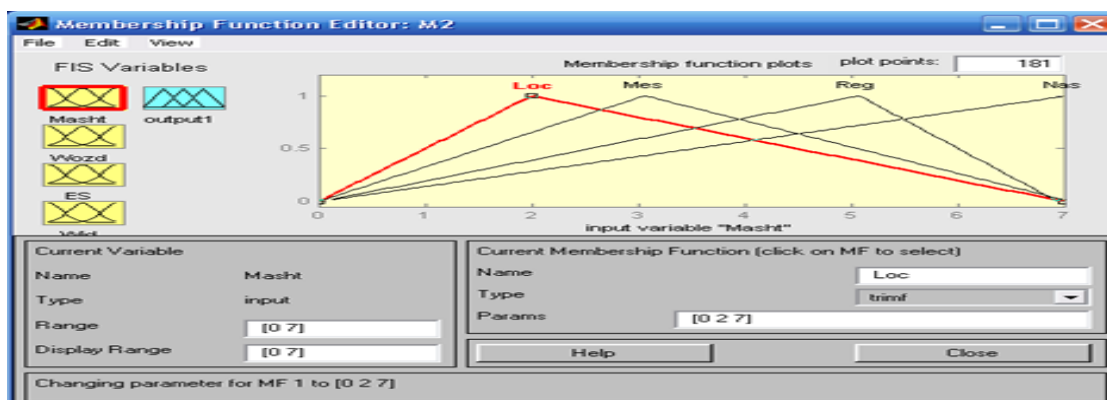 Membership Function Editor: M2
File Edit View
FIS Variables
Membership function plots plot points: 181
Masht output1
Wozd
ES
Loc Mes Reg Nas
1
0.5
0
0 1 2 3 4 5 6 7
input variable "Masht"
Current Variable
Name Masht
Type input
Range [0 7]
Display Range [0 7]
Current Membership Function (click on MF to select)
Name Loc
Type trimf
Params [0 2 7]
Help Close
Changing parameter for MF 1 to [0 2 7]